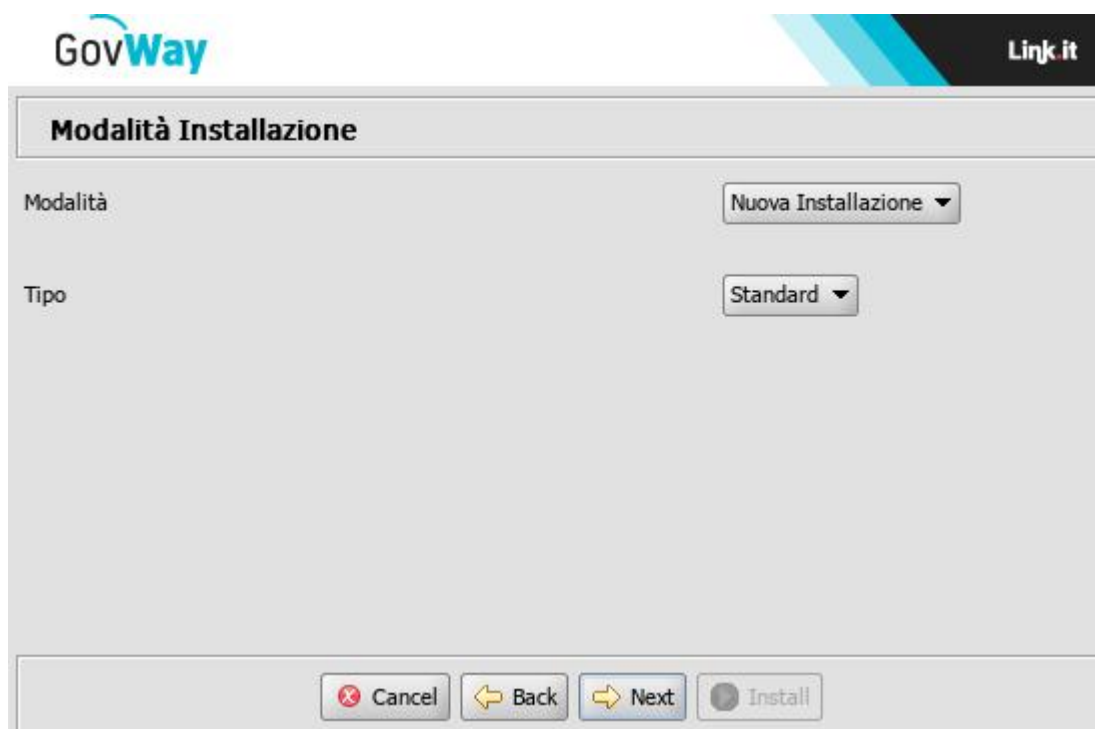 GovWay
Link.it
Modalità Installazione
Modalità
Nuova Installazione
Tipo
Standard
Cancel
Back
Next
Install